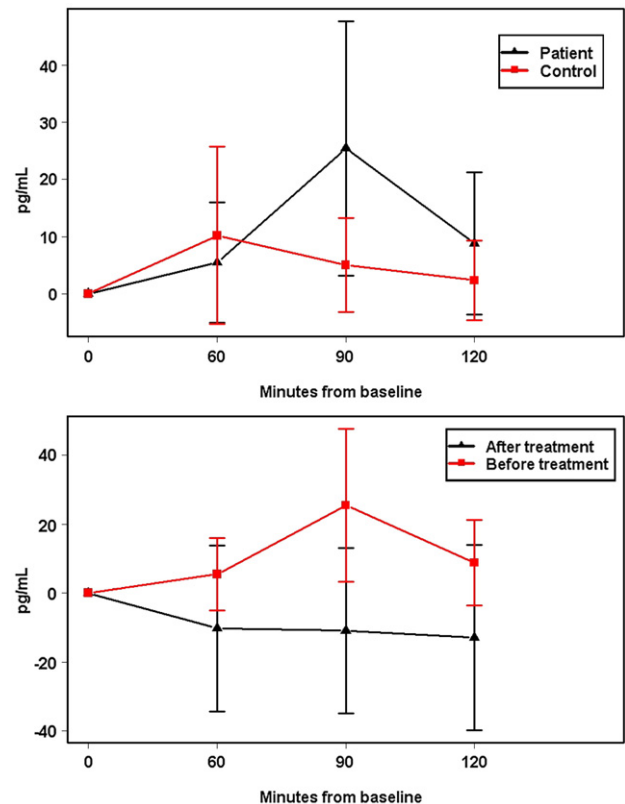 40
30
20
10
0
pg/mL
Patient
Control
0 60 90 120
Minutes from baseline
40
20
0
-20
-40
pg/mL
After treatment
Before treatment
0 60 90 120
Minutes from baseline